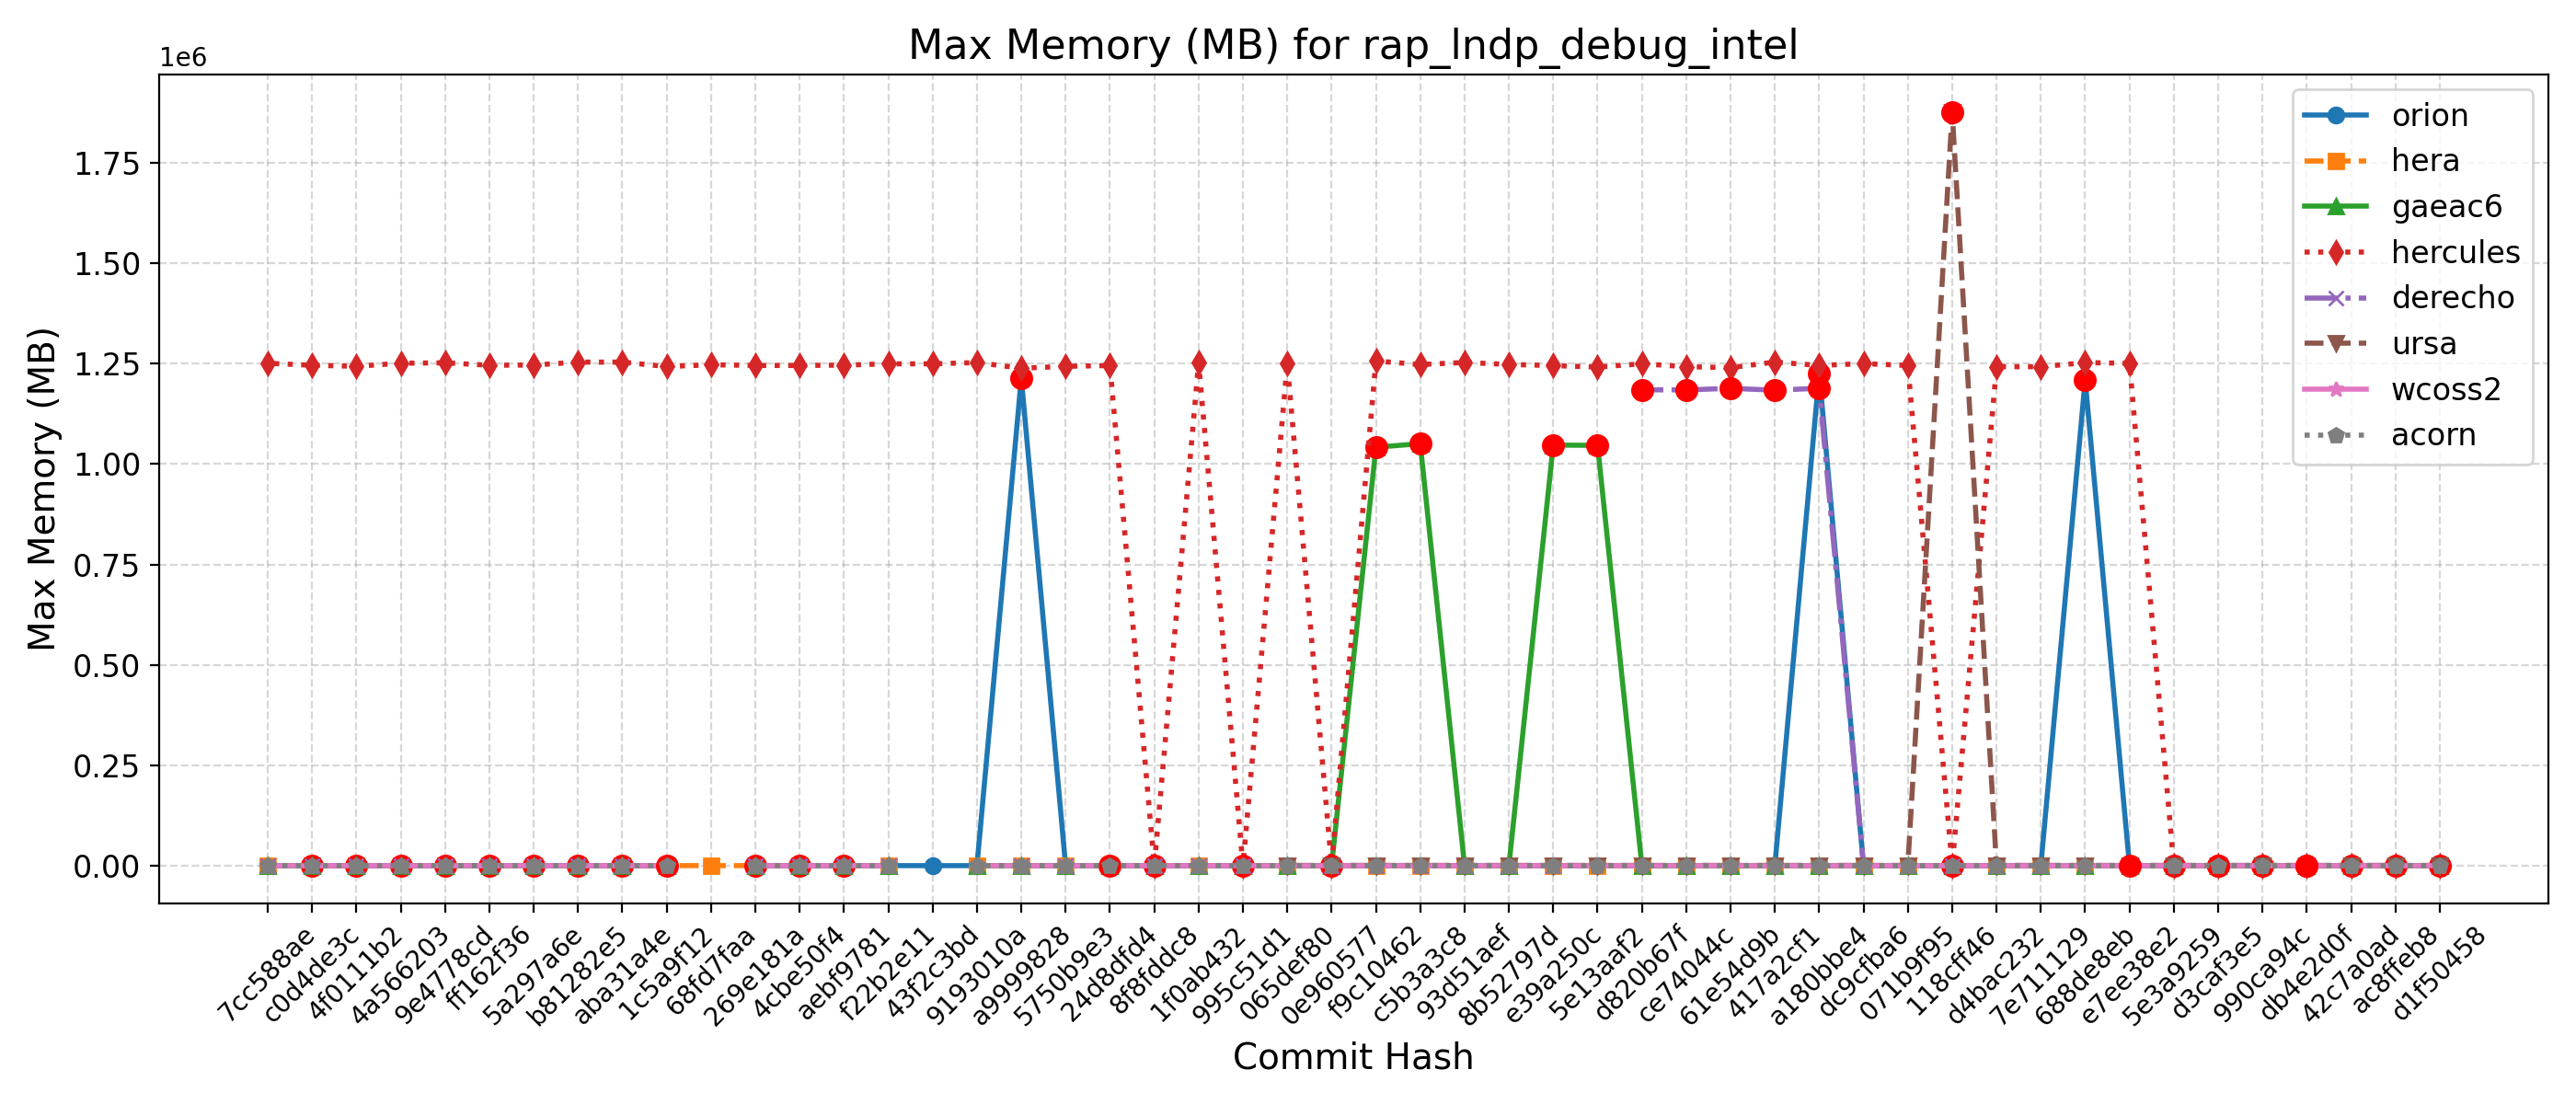 Max Memory (MB) for rap_lndp_debug_intel
1e6
1.75
1.50
1.25
1.00
0.75
0.50
0.25
0.00
Max Memory (MB)
orion
hera
gaeac6
hercules
derecho
ursa
wcoss2
acorn
7cc588ae
c0d4de3c
4f0111b2
4a566203
9e4778cd
ff162f36
5a297a6e
b81282e5
aba31a4e
1c5a9f12
68fd7faa
269e181a
4cbe50f4
aebf9781
f22b2e11
43f2c3bd
9193010a
a9999828
5750b9e3
24d8dfd4
8f8fddc8
1f0ab432
995c51d1
065def80
0e960577
f9c10462
c5b3a3c8
93d51aef
8b52797d
e39a250c
5e13aaf2
d820b67f
ce74044c
61e54d9b
417a2cf1
a180bbe4
dc9cfba6
071b9f95
118cff46
d4bac232
7e711129
688de8eb
e7ee38e2
5e3a9259
d3caf3e5
990ca94c
db4e2d0f
42c7a0ad
ac8ffeb8
d1f50458
Commit Hash